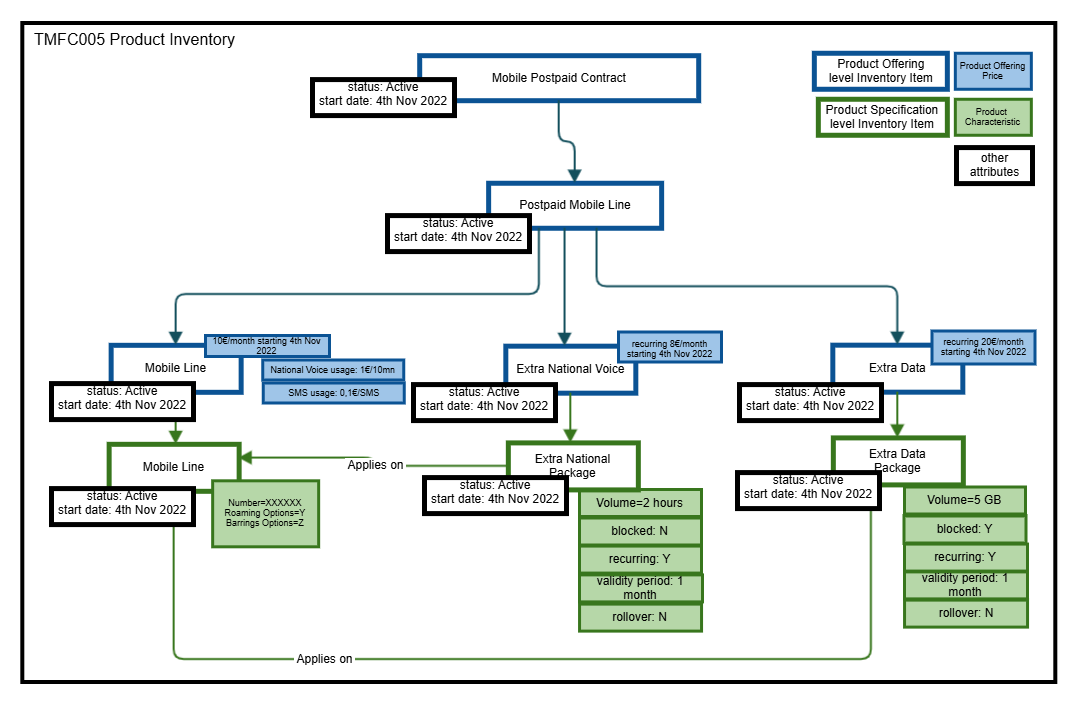 TMFC005 Product Inventory
Mobile Postpaid Contract
status: Active
start date: 4th Nov 2022
Product Offering
level Inventory Item
Product Offering
Price
Product Specification
level Inventory Item
Product
Characteristic
other
attributes
Postpaid Mobile Line
status: Active
start date: 4th Nov 2022
10€/month starting 4th Nov
2022
Mobile Line
National Voice usage: 1€/10mn
SMS usage: 0,1€/SMS
status: Active
start date: 4th Nov 2022
recurring 8€/month
starting 4th Nov 2022
Extra National Voice
status: Active
start date: 4th Nov 2022
recurring 20€/month
starting 4th Nov 2022
Extra Data
status: Active
start date: 4th Nov 2022
Mobile Line
status: Active
start date: 4th Nov 2022
Number=XXXXXX
Roaming Options=Y
Barrings Options=Z
Applies on
Extra National
Package
status: Active
start date: 4th Nov 2022
Volume=2 hours
blocked: N
recurring: Y
validity period: 1
month
rollover: N
Extra Data
Package
status: Active
start date: 4th Nov 2022
Volume=5 GB
blocked: Y
recurring: Y
validity period: 1
month
rollover: N
Applies on